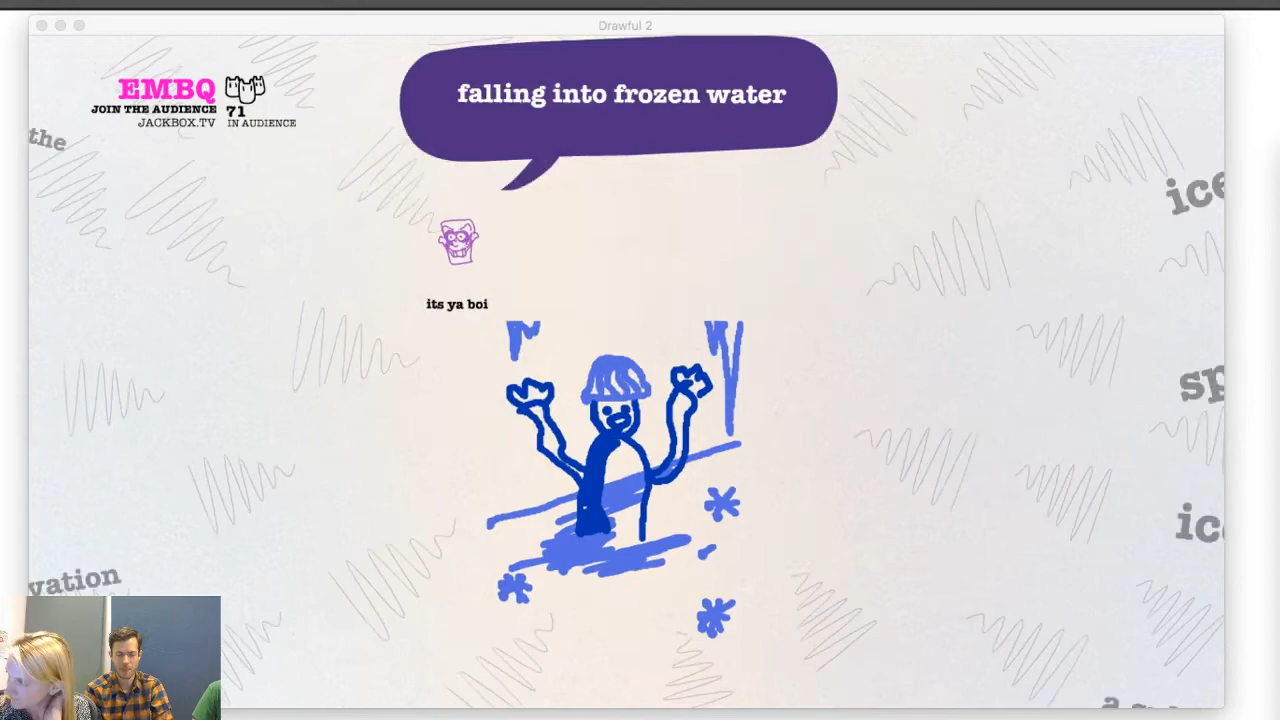 Drawful 2
falling into frozen water
EMBQ
JOIN THE AUDIENCE
JACKBOX.TV
71
IN AUDIENCE
the
ice
its ya boi
sp
ice
vation
a